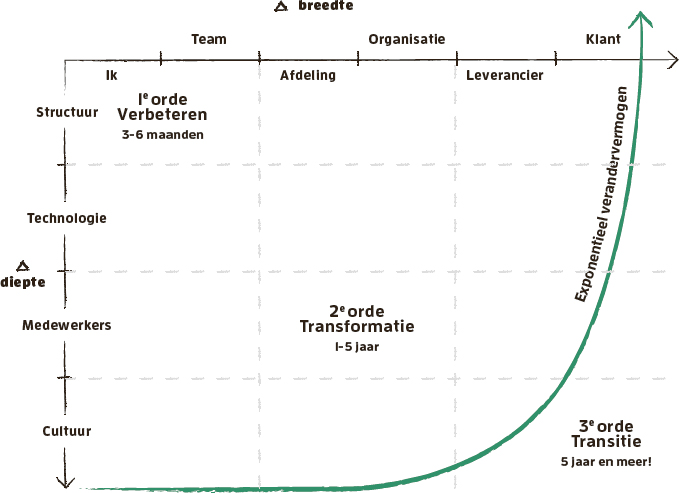 Δ breedte
Team
Organisatie
Klant
Ik
Afdeling
Leverancier
Structuur
1e orde
Verbeteren
3-6 maanden
Exponentieel verandervermogen
Technologie
Δ
diepte
2e orde
Transformatie
1-5 jaar
Medewerkers
Cultuur
3e orde
Transitie
5 jaar en meer!